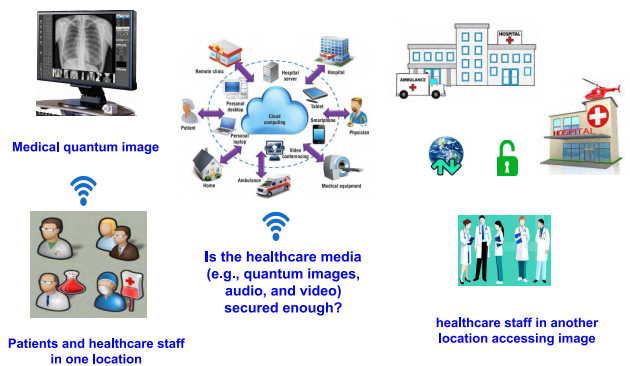 Medical quantum image
Patients and healthcare staff
in one location
Remote clinic
Hospital
server
Hospital
Personal
desktop
Tablet
Cloud
computing
Smartphone
Patient
Physician
Personal
laptop
Video
conferencing
Home
Ambulance
Medical equipment
Is the healthcare media
(e.g., quantum images,
audio, and video)
secured enough?
HOSPITAL
AMBULANCE
HOSPITAL
healthcare staff in another
location accessing image